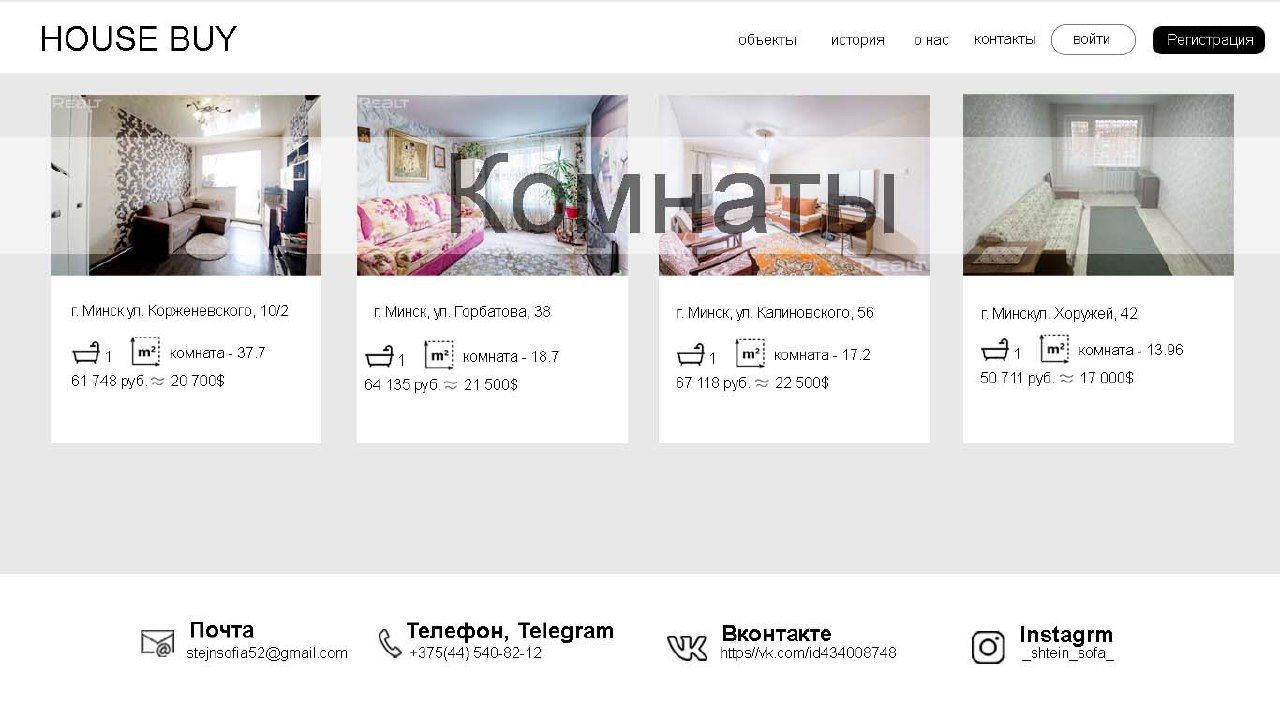 HOUSE BUY
объекты история о нас контакты войти Регистрация
REALT REALT
Комнаты
REALT
г. Минск ул. Корженевского, 10/2
г. Минск, ул. Горбатова, 38
г. Минск, ул. Калиновского, 56
г. Минскул. Хоружей, 42
1 m² комната - 37.7
1 m² комната - 18.7
1 m² комната - 17.2
1 m² комната - 13.96
61 748 руб. ≈ 20 700$
64 135 руб. ≈ 21 500$
67 118 руб. ≈ 22 500$
50 711 руб. ≈ 17 000$
Почта
stejnsofia52@gmail.com
Телефон, Telegram
+375(44) 540-82-12
Вконтакте
https//vk.com/id434008748
Instagrm
_shtein_sofa_